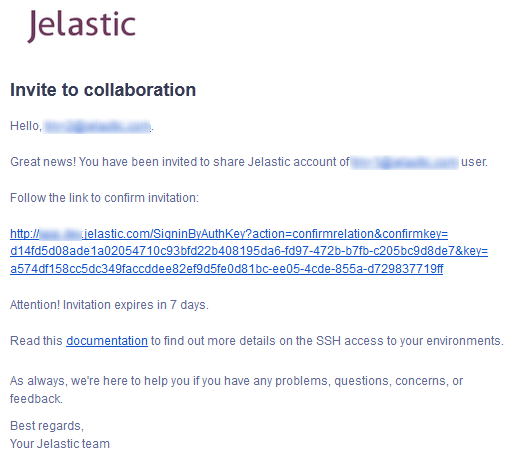 Jelastic
Invite to collaboration
Hello, .
Great news! You have been invited to share Jelastic account of user.
Follow the link to confirm invitation:
http://.jelastic.com/SigninByAuthKey?action=confirmrelation&confirmkey=
d14fd5d08ade1a02054710c93bfd22b408195da6-fd97-472b-b7fb-c205bc9d8de7&key=
a574df158cc5dc349faccddee82ef9d5fe0d81bc-ee05-4cde-855a-d729837719ff
Attention! Invitation expires in 7 days.
Read this documentation to find out more details on the SSH access to your environments.
As always, we're here to help you if you have any problems, questions, concerns, or
feedback.
Best regards,
Your Jelastic team